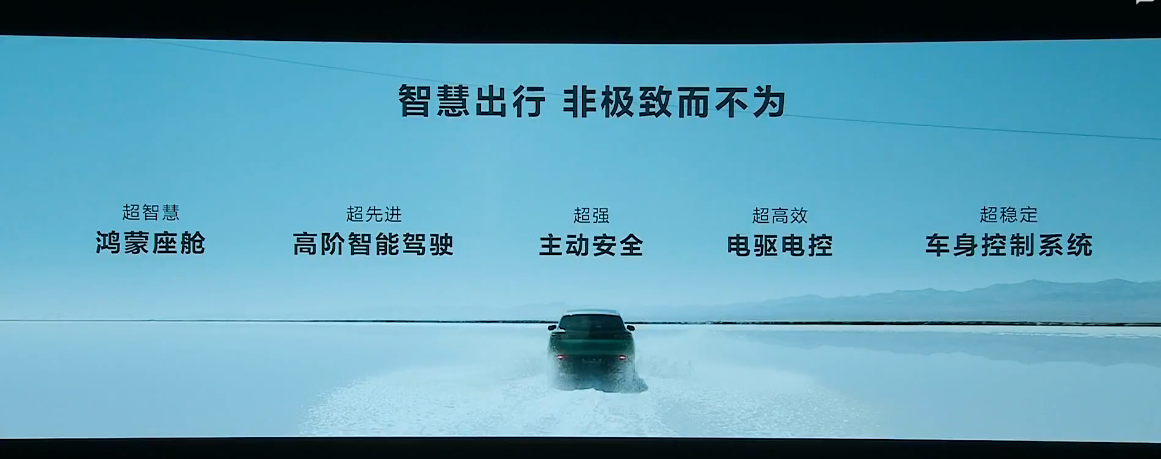 智慧出行 非极致而不为
超智慧
鸿蒙座舱
超先进
高阶智能驾驶
超强
主动安全
超高效
电驱电控
超稳定
车身控制系统